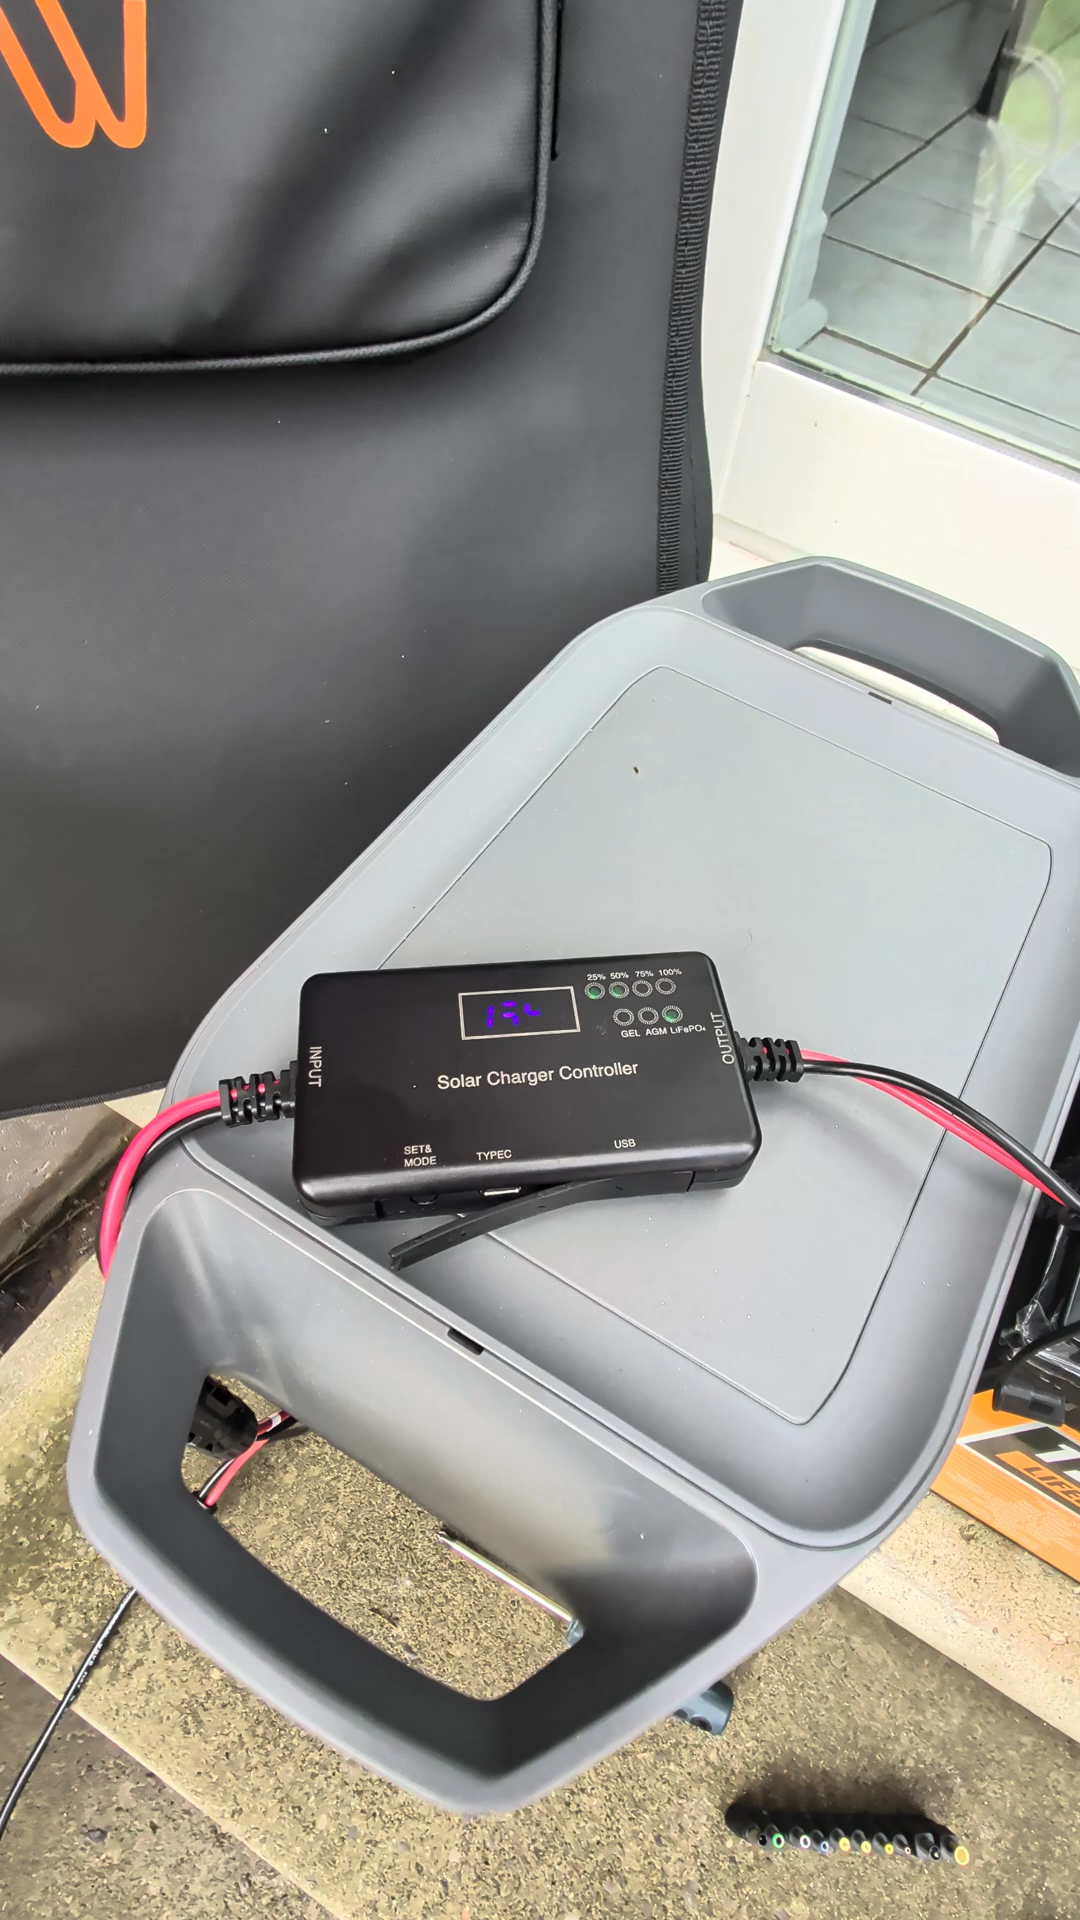 W
25% 50% 75% 100%
GEL AGM LiFePO₄
INPUT
OUTPUT
Solar Charger Controller
SET&
MODE
TYPEC
USB